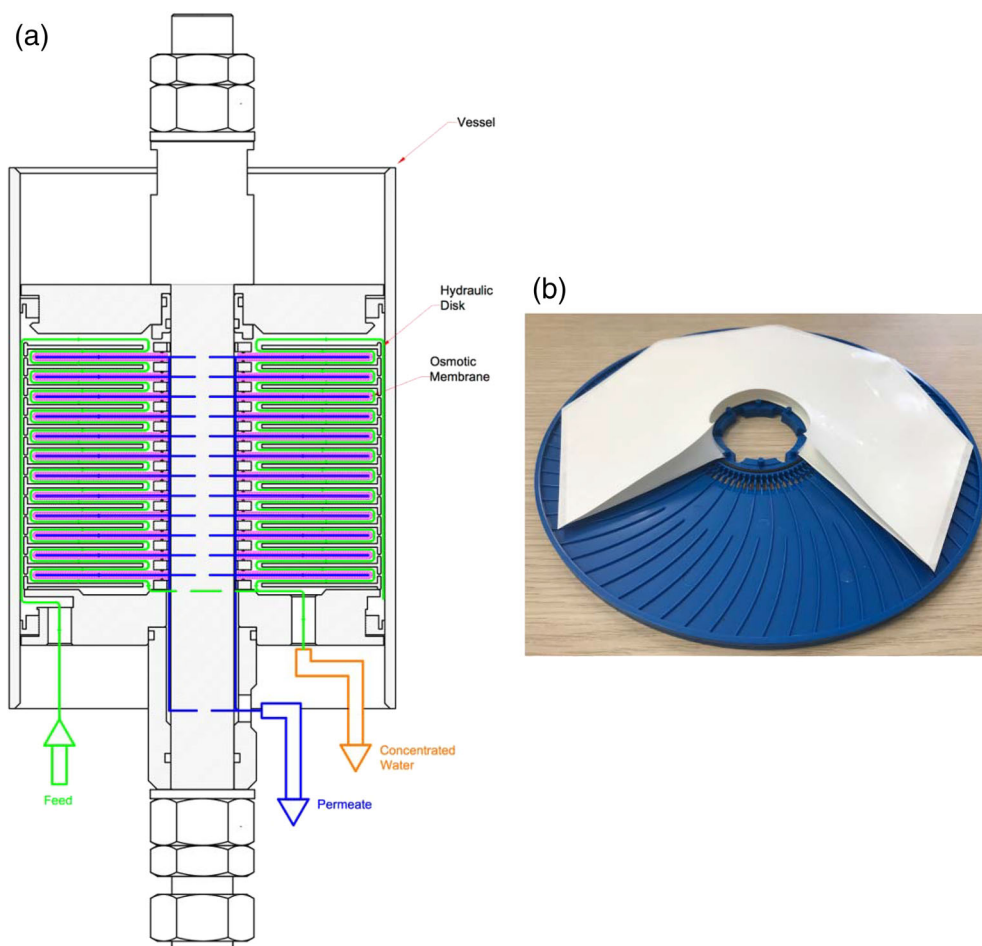 (a)
Vessel
Hydraulic
Disk
Osmotic
Membrane
(b)
Concentrated
Water
Feed
Permeate